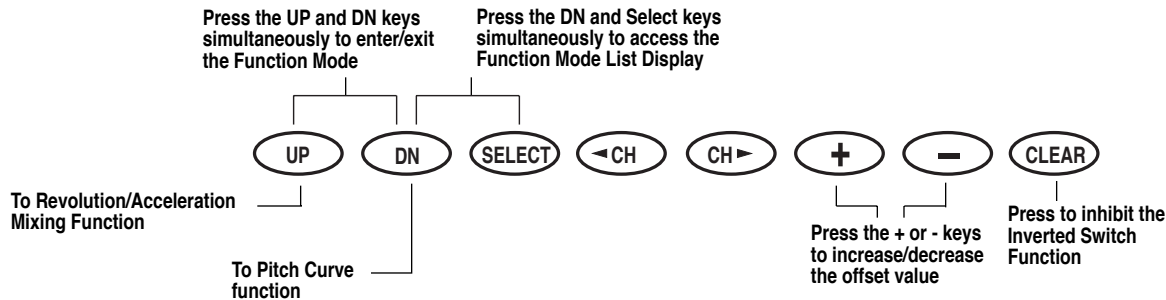 Press the UP and DN keys
simultaneously to enter/exit
the Function Mode
Press the DN and Select keys
simultaneously to access the
Function Mode List Display
UP
DN
SELECT
◄CH
CH►
+
−
CLEAR
To Revolution/Acceleration
Mixing Function
To Pitch Curve
function
Press the + or - keys
to increase/decrease
the offset value
Press to inhibit the
Inverted Switch
Function